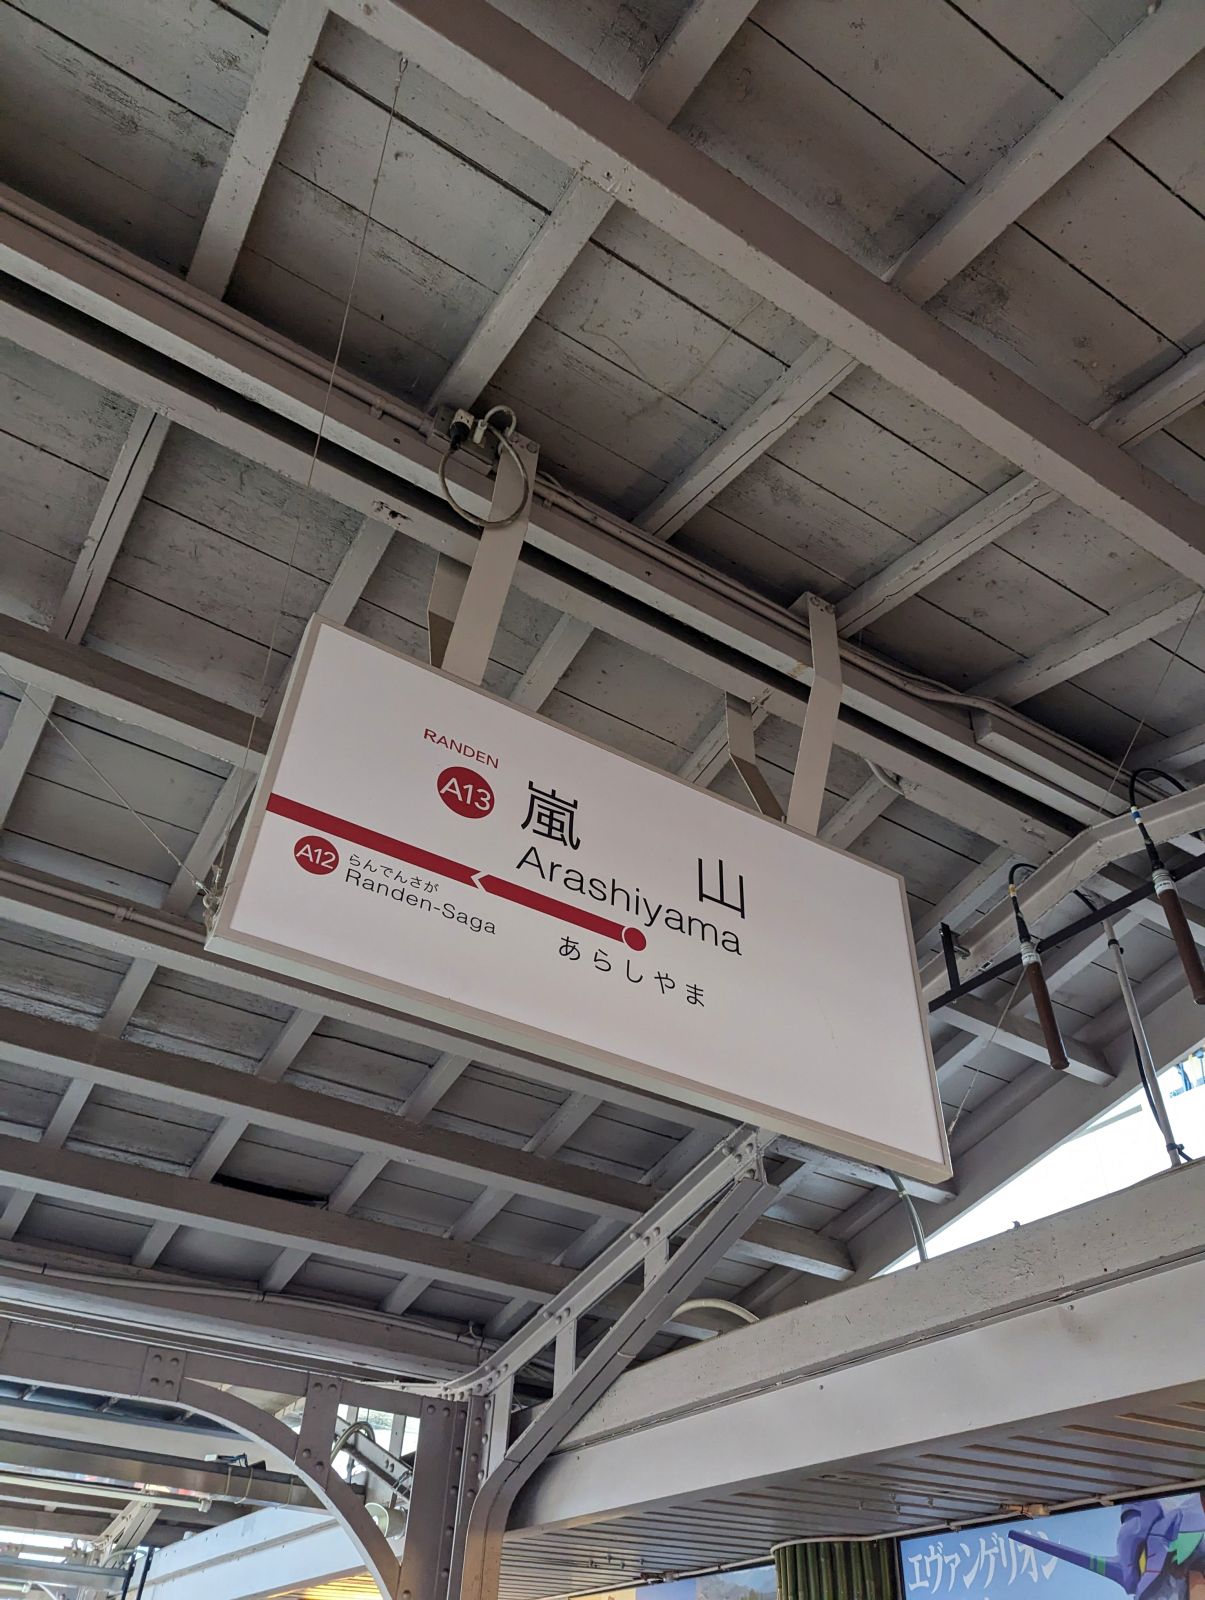 RANDEN
A13
嵐山
Arashiyama
あらしやま
A12
らんでんさが
Randen-Saga
エヴァンゲリオン